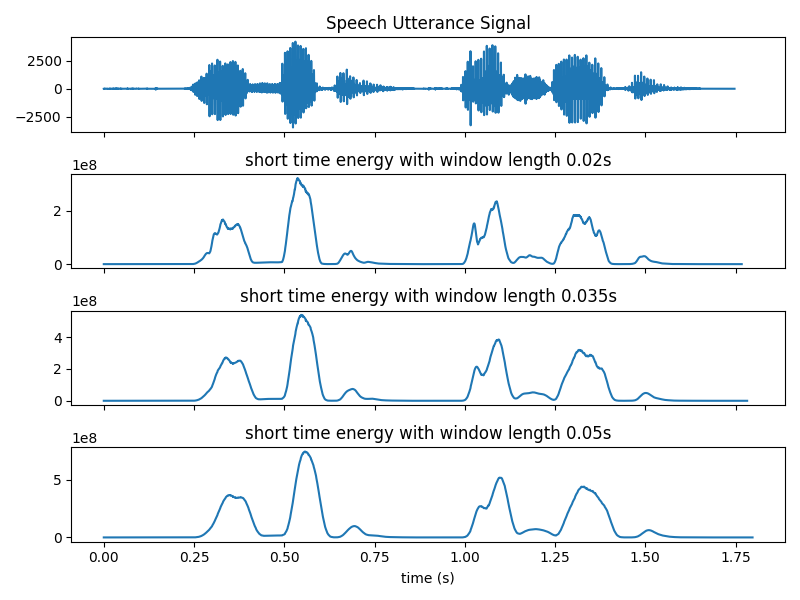 Speech Utterance Signal
2500
0
−2500
short time energy with window length 0.02s
1e8
2
0
short time energy with window length 0.035s
1e8
4
2
0
short time energy with window length 0.05s
1e8
5
0
0.00 0.25 0.50 0.75 1.00 1.25 1.50 1.75
time (s)